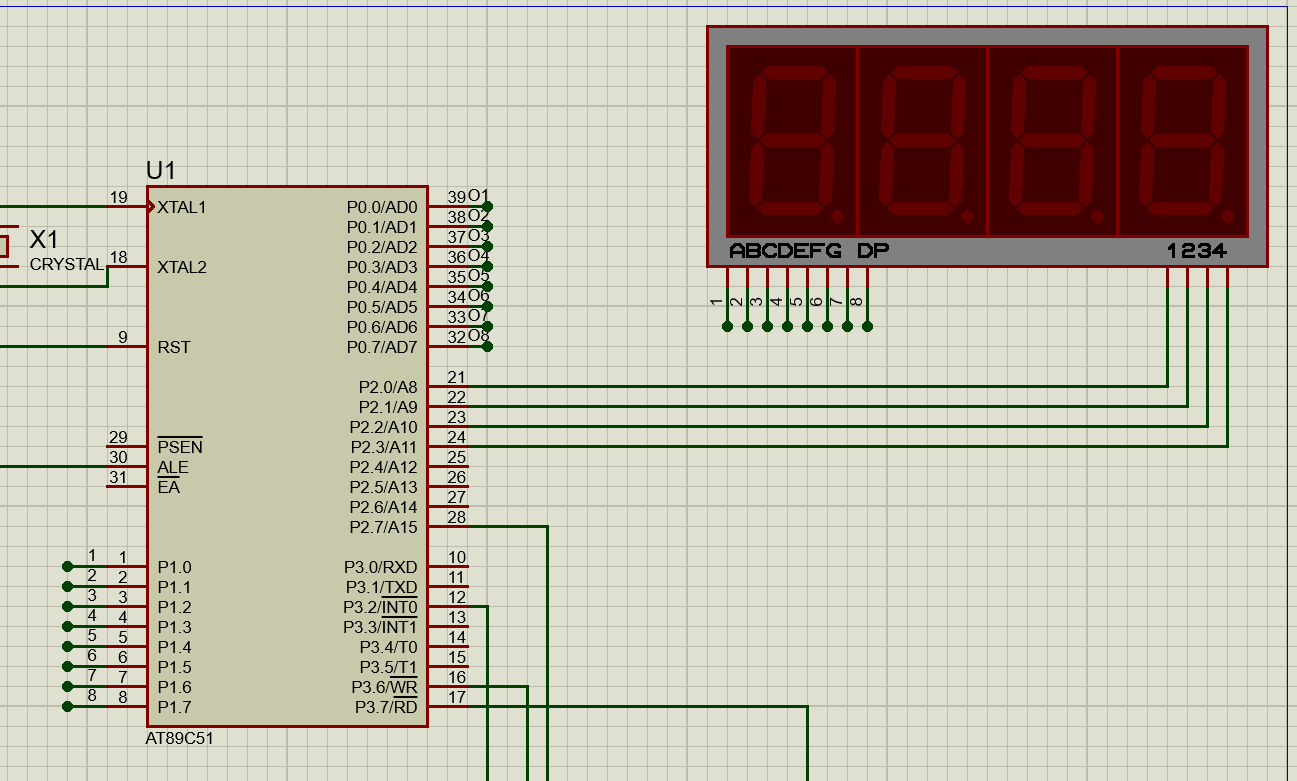 U1
19 XTAL1
X1
CRYSTAL
18 XTAL2
9 RST
29 PSEN
30 ALE
31 EA
1 1 P1.0
2 2 P1.1
3 3 P1.2
4 4 P1.3
5 5 P1.4
6 6 P1.5
7 7 P1.6
8 8 P1.7
P0.0/AD0 39 O1
P0.1/AD1 38 O2
P0.2/AD2 37 O3
P0.3/AD3 36 O4
P0.4/AD4 35 O5
P0.5/AD5 34 O6
P0.6/AD6 33 O7
P0.7/AD7 32 O8
P2.0/A8 21
P2.1/A9 22
P2.2/A10 23
P2.3/A11 24
P2.4/A12 25
P2.5/A13 26
P2.6/A14 27
P2.7/A15 28
P3.0/RXD 10
P3.1/TXD 11
P3.2/INT0 12
P3.3/INT1 13
P3.4/T0 14
P3.5/T1 15
P3.6/WR 16
P3.7/RD 17
AT89C51
ABCDEFG DP 1234
1 2 3 4 5 6 7 8